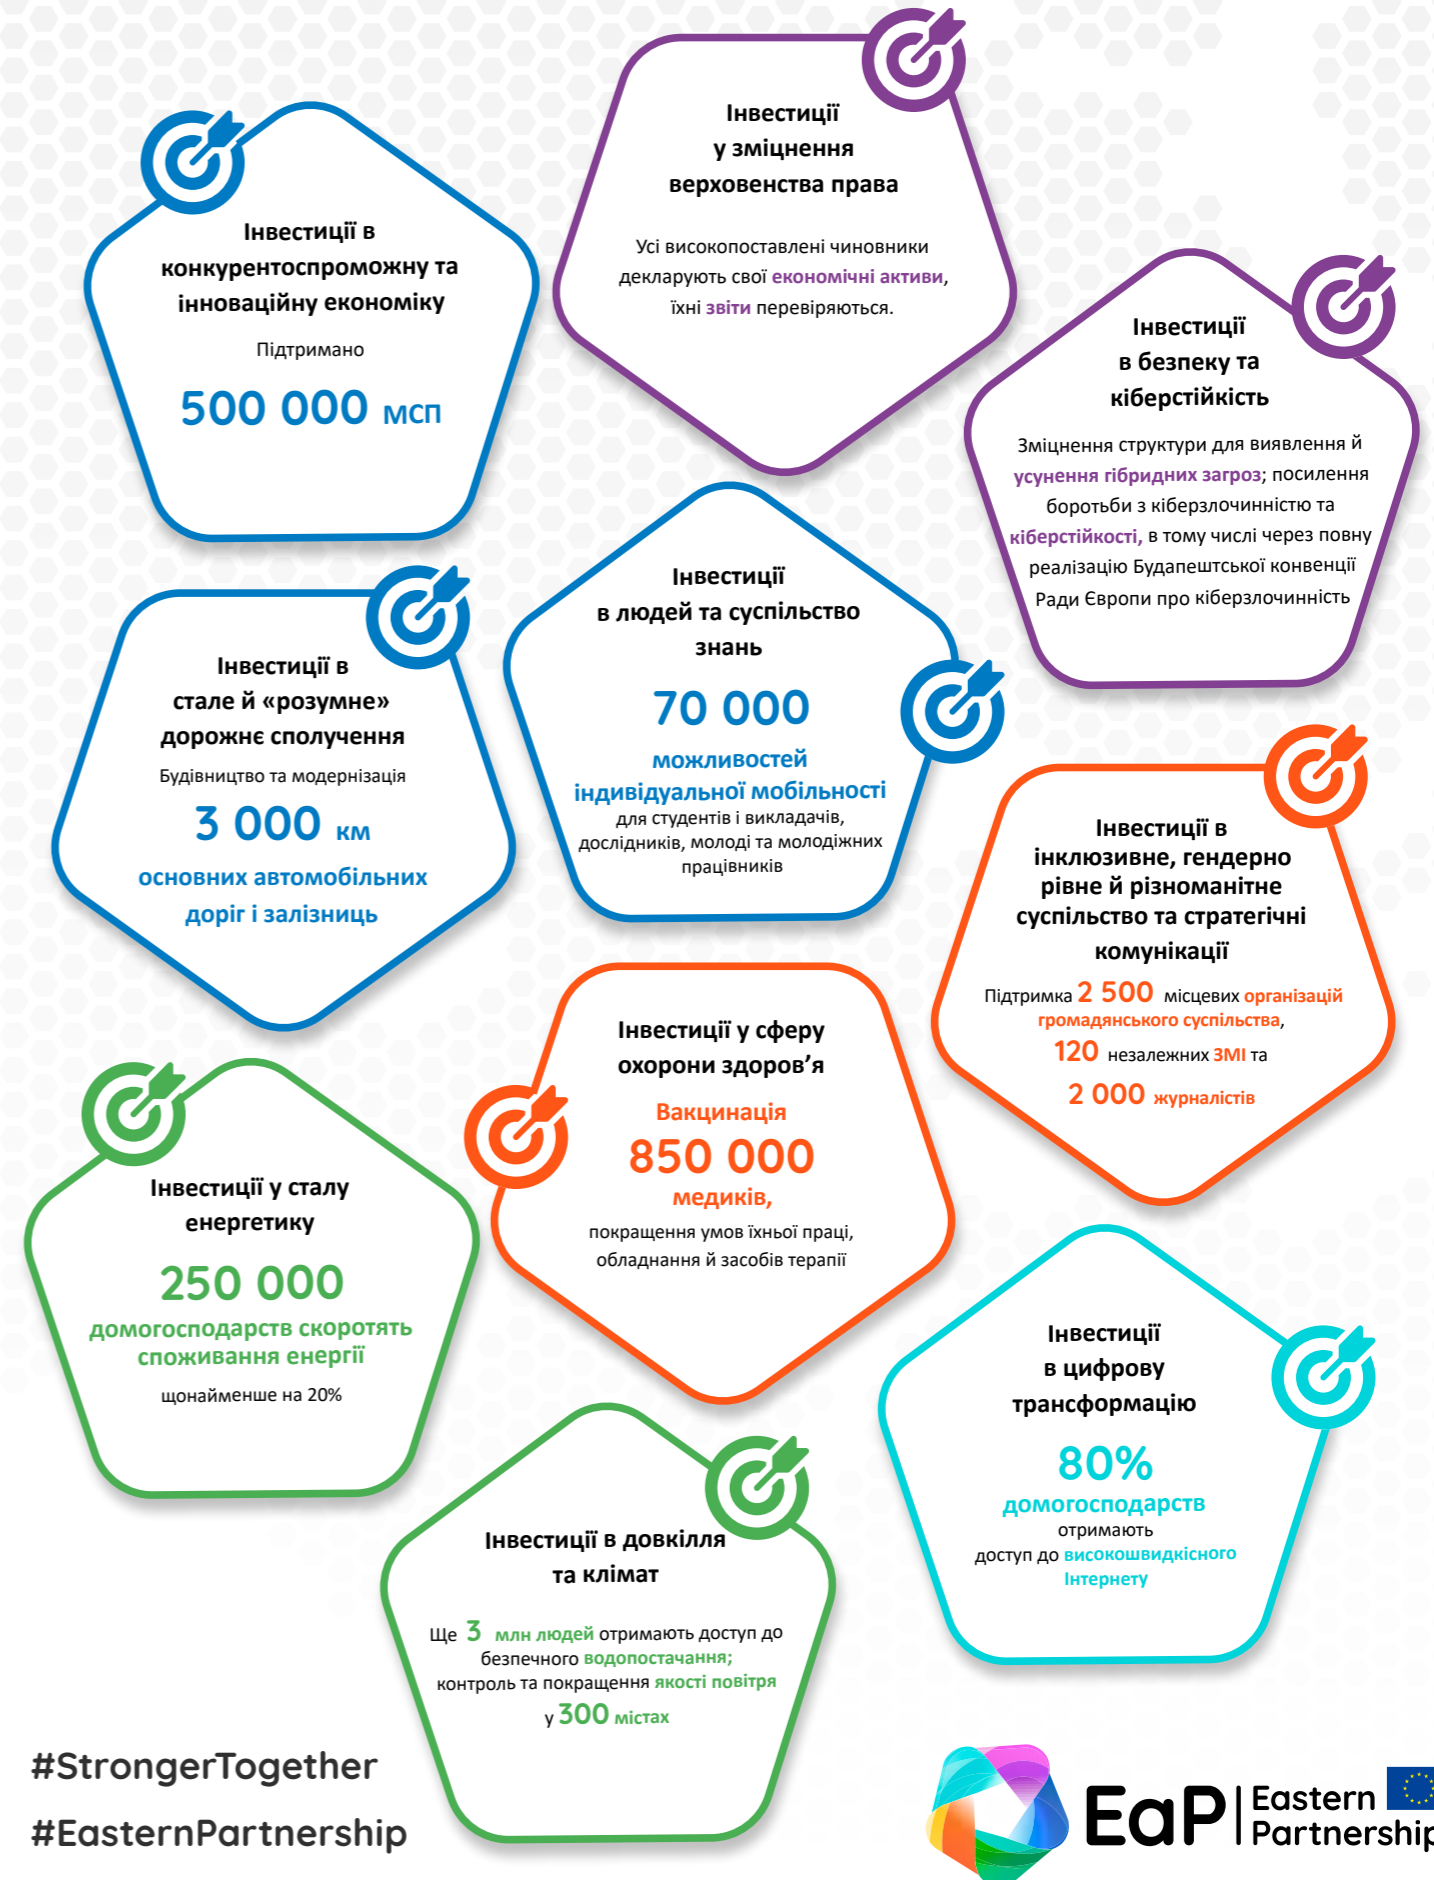 Інвестиції
у зміцнення
верховенства права
Усі високопоставлені чиновники
декларують свої економічні активи,
їхні звіти перевіряються.
Інвестиції в
конкурентоспроможну та
інноваційну економіку
Підтримано
500 000 МСП
Інвестиції
в безпеку та
кіберстійкість
Зміцнення структури для виявлення й
усунення гібридних загроз; посилення
боротьби з кіберзлочинністю та
кіберстійкості, в тому числі через повну
реалізацію Будапештської конвенції
Ради Європи про кіберзлочинність
Інвестиції
в людей та суспільство
знань
70 000
можливостей
індивідуальної мобільності
для студентів і викладачів,
дослідників, молоді та молодіжних
працівників
Інвестиції в
стале й «розумне»
дорожнє сполучення
Будівництво та модернізація
3 000 км
основних автомобільних
доріг і залізниць
Інвестиції в
інклюзивне, гендерно
рівне й різноманітне
суспільство та стратегічні
комунікації
Підтримка 2 500 місцевих організацій
громадянського суспільства,
120 незалежних ЗМІ та
2 000 журналістів
Інвестиції у сферу
охорони здоров’я
Вакцинація
850 000
медиків,
покращення умов їхньої праці,
обладнання й засобів терапії
Інвестиції у сталу
енергетику
250 000
домогосподарств скоротять
споживання енергії
щонайменше на 20%
Інвестиції
в цифрову
трансформацію
80%
домогосподарств
отримають
доступ до високошвидкісного
Інтернету
Інвестиції в довкілля
та клімат
Ще 3 млн людей отримають доступ до
безпечного водопостачання;
контроль та покращення якості повітря
у 300 містах
#StrongerTogether
#EasternPartnership
EaP
Eastern
Partnership